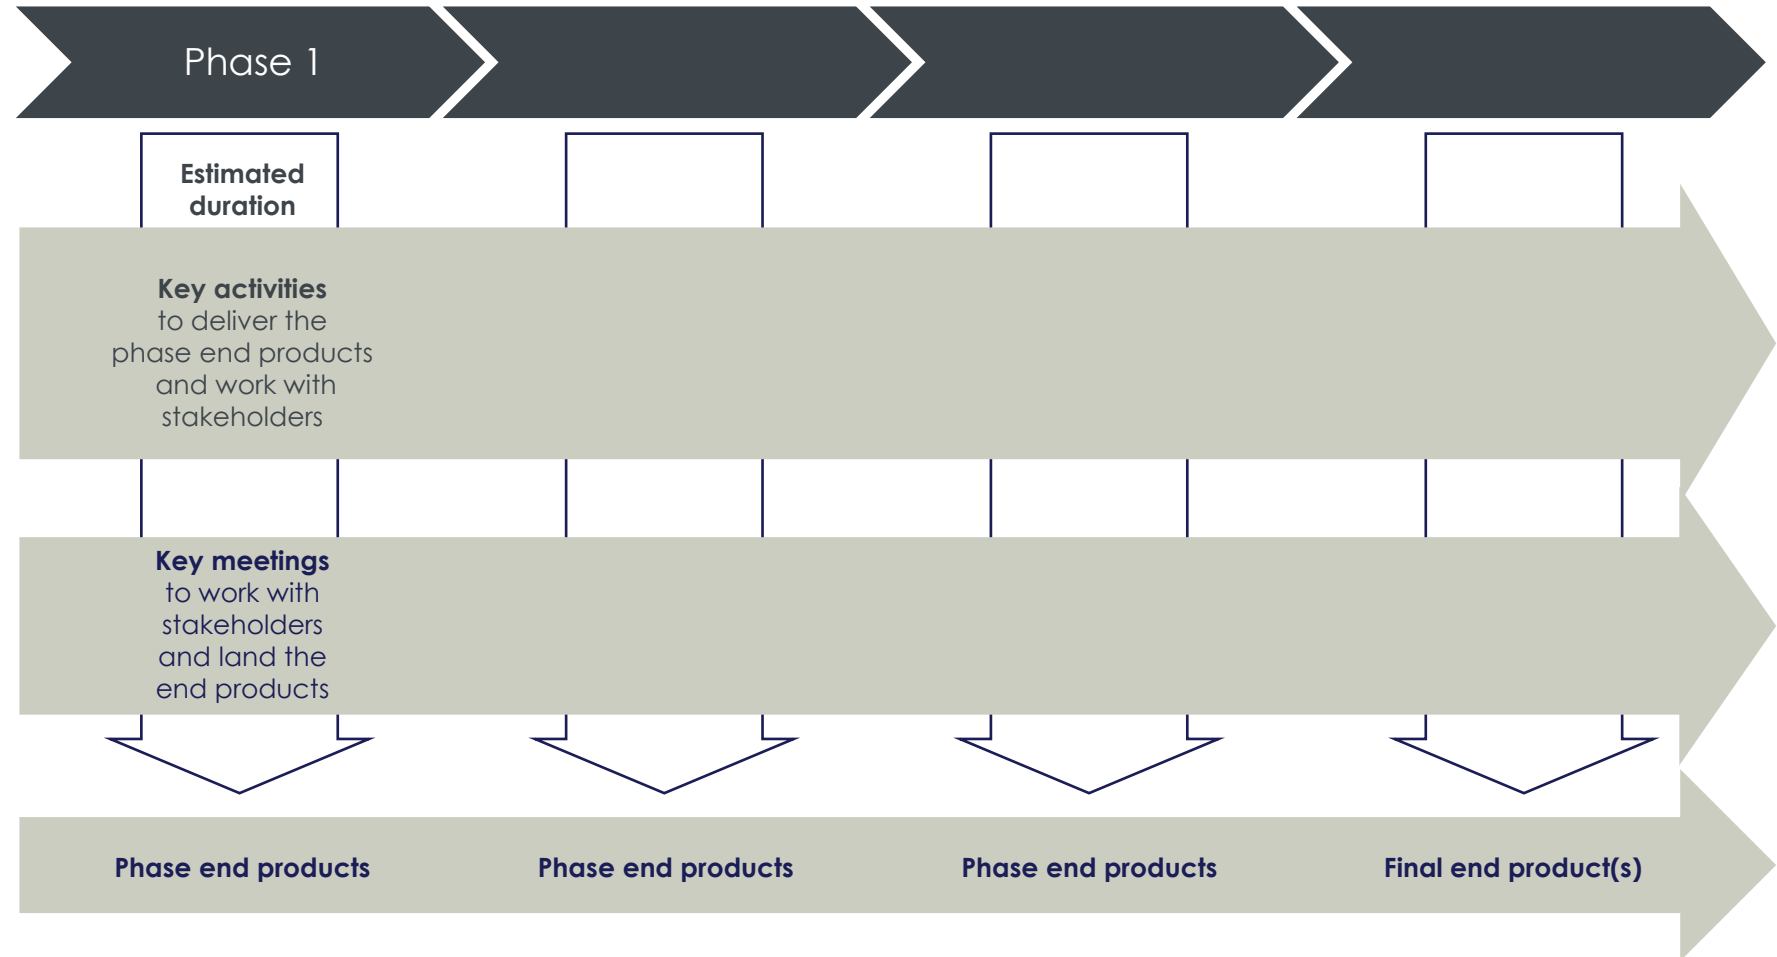 Phase 1
Estimated
duration
Key activities
to deliver the
phase end products
and work with
stakeholders
Key meetings
to work with
stakeholders
and land the
end products
Phase end products
Phase end products
Phase end products
Final end product(s)